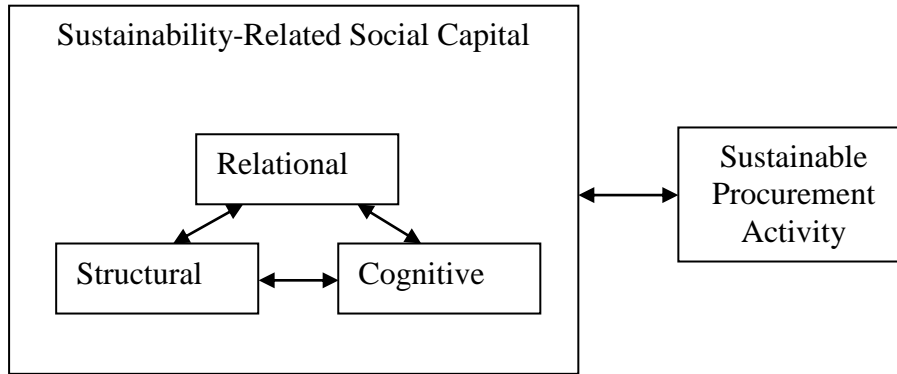 Sustainability-Related Social Capital
Relational
Structural
Cognitive
Sustainable
Procurement
Activity